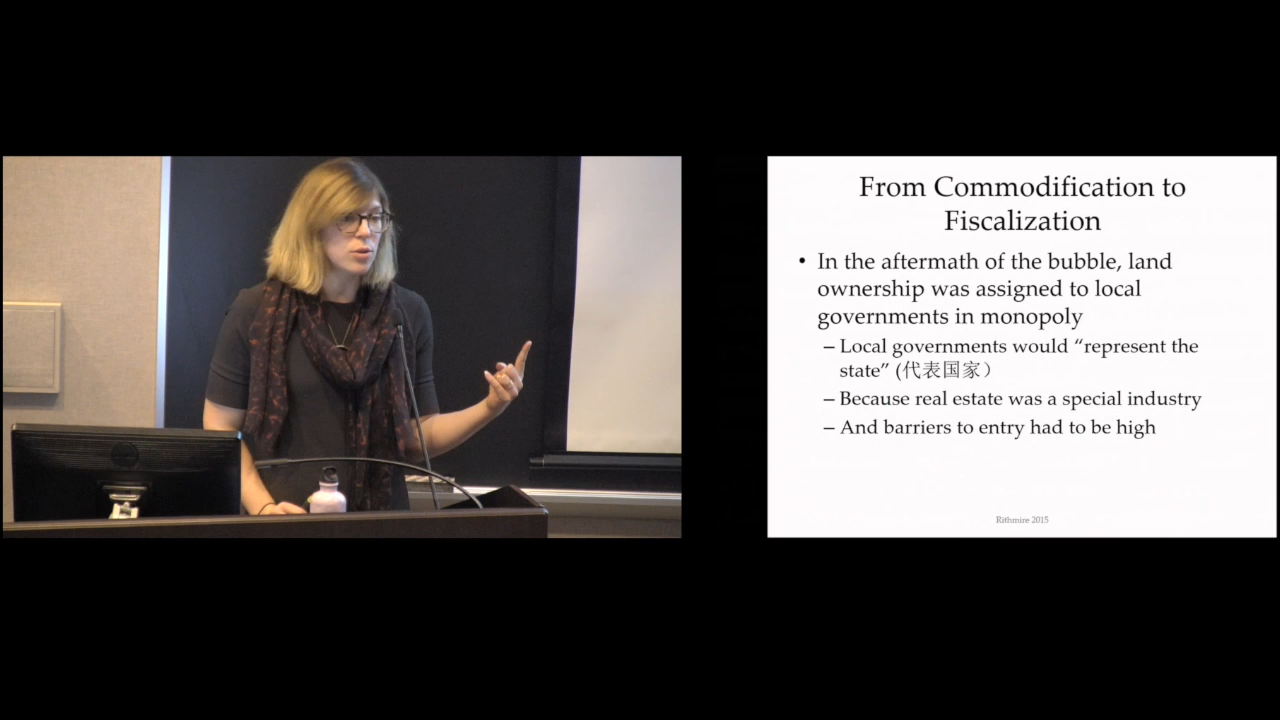 From Commodification to
Fiscalization
• In the aftermath of the bubble, land
ownership was assigned to local
governments in monopoly
– Local governments would “represent the
state” (代表国家）
– Because real estate was a special industry
– And barriers to entry had to be high
Rithmire 2015